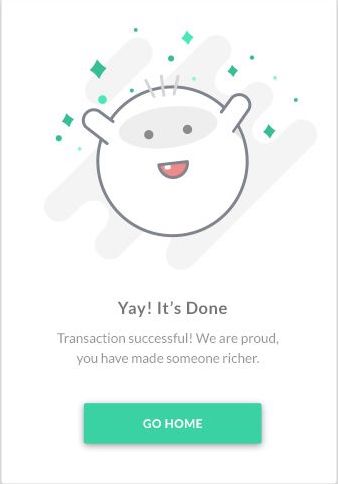 Yay! It’s Done
Transaction successful! We are proud,
you have made someone richer.
GO HOME